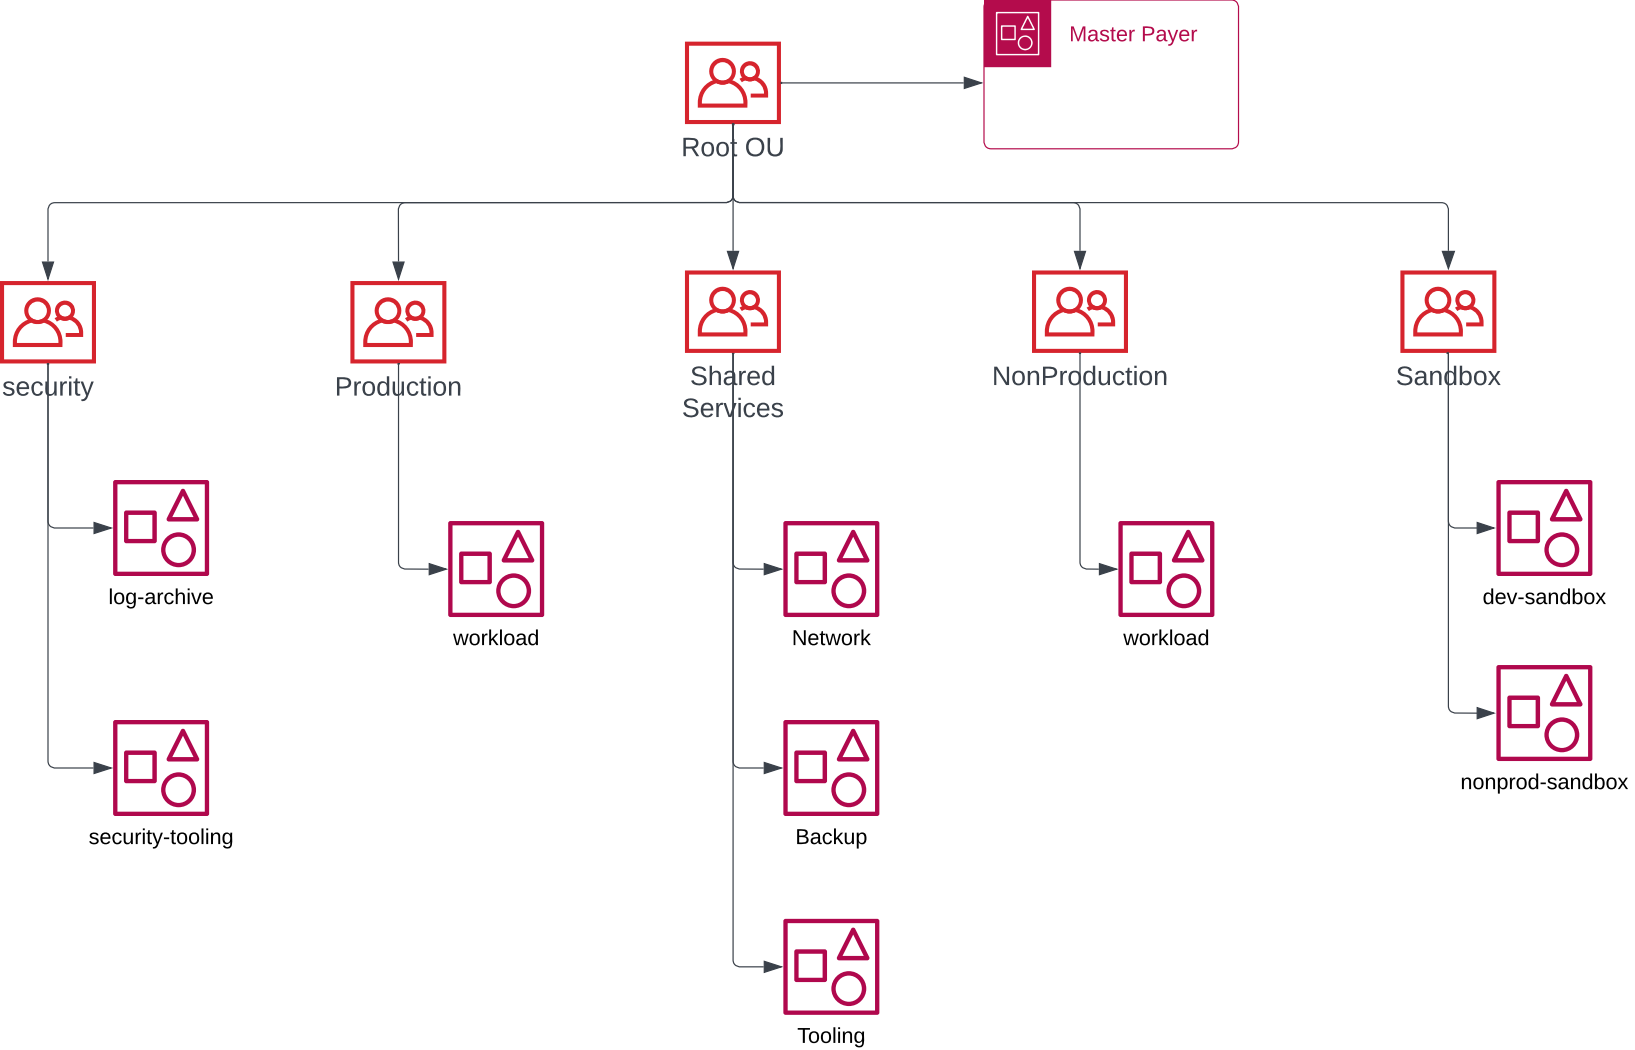 Master Payer
Root OU
security
Production
Shared
Services
NonProduction
Sandbox
log-archive
workload
Network
workload
dev-sandbox
security-tooling
Backup
nonprod-sandbox
Tooling